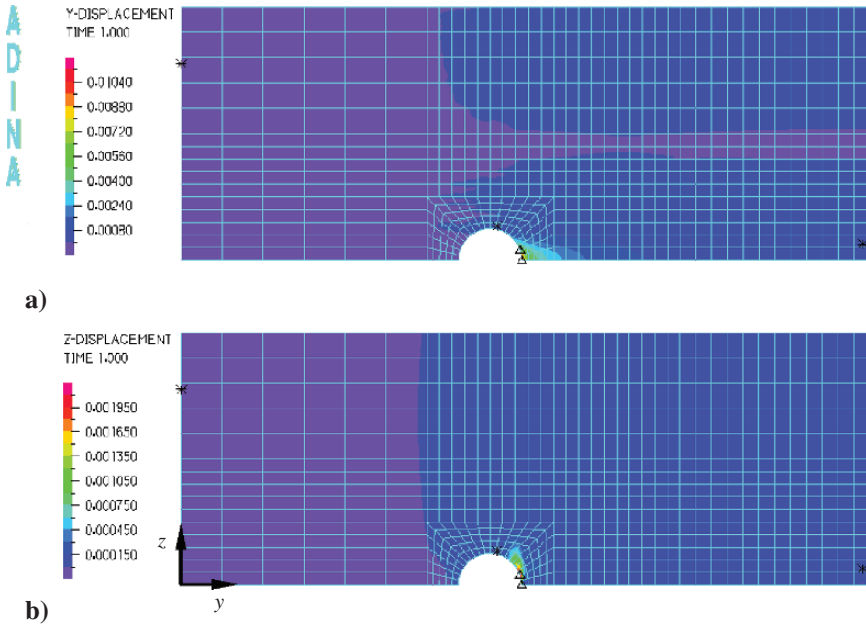 ADINA
Y-DISPLACEMENT
TIME 1.000
0.01040
0.00880
0.00720
0.00560
0.00400
0.00240
0.00080
a)
Z-DISPLACEMENT
TIME 1.000
0.001950
0.001650
0.001350
0.001050
0.000750
0.000450
0.000150
z
y
b)